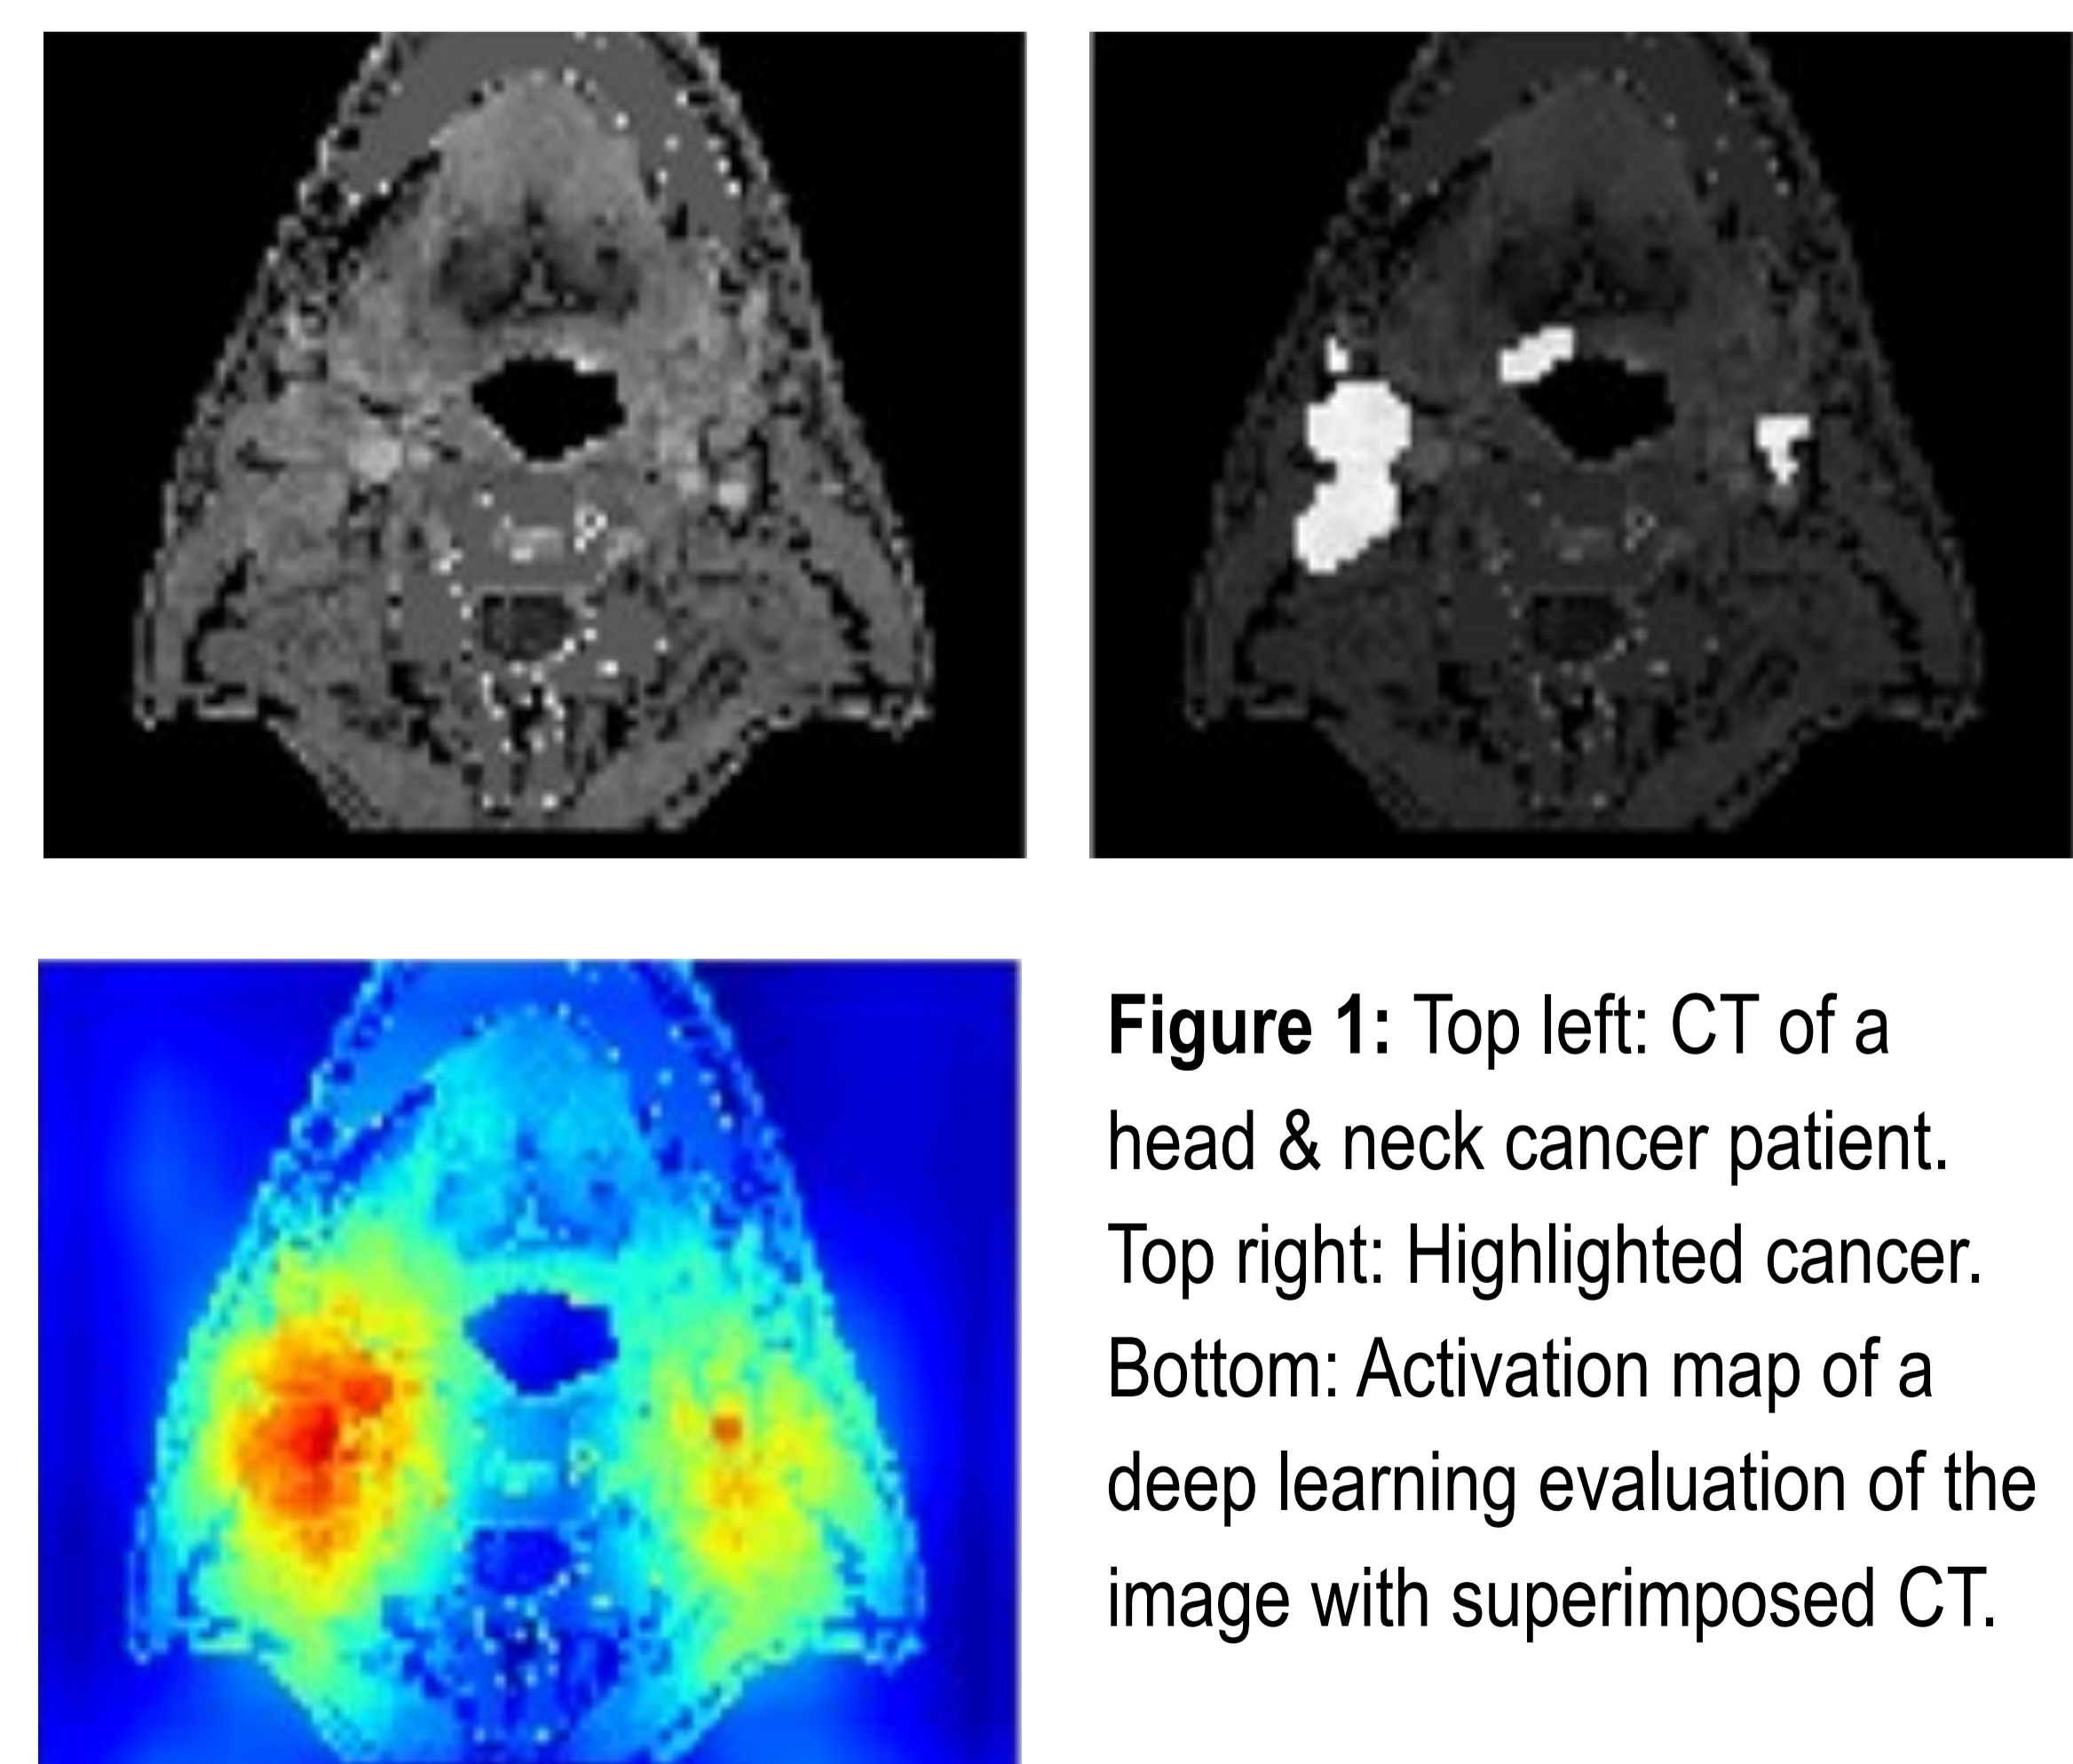 Figure 1: Top left: CT of a
head & neck cancer patient.
Top right: Highlighted cancer.
Bottom: Activation map of a
deep learning evaluation of the
image with superimposed CT.